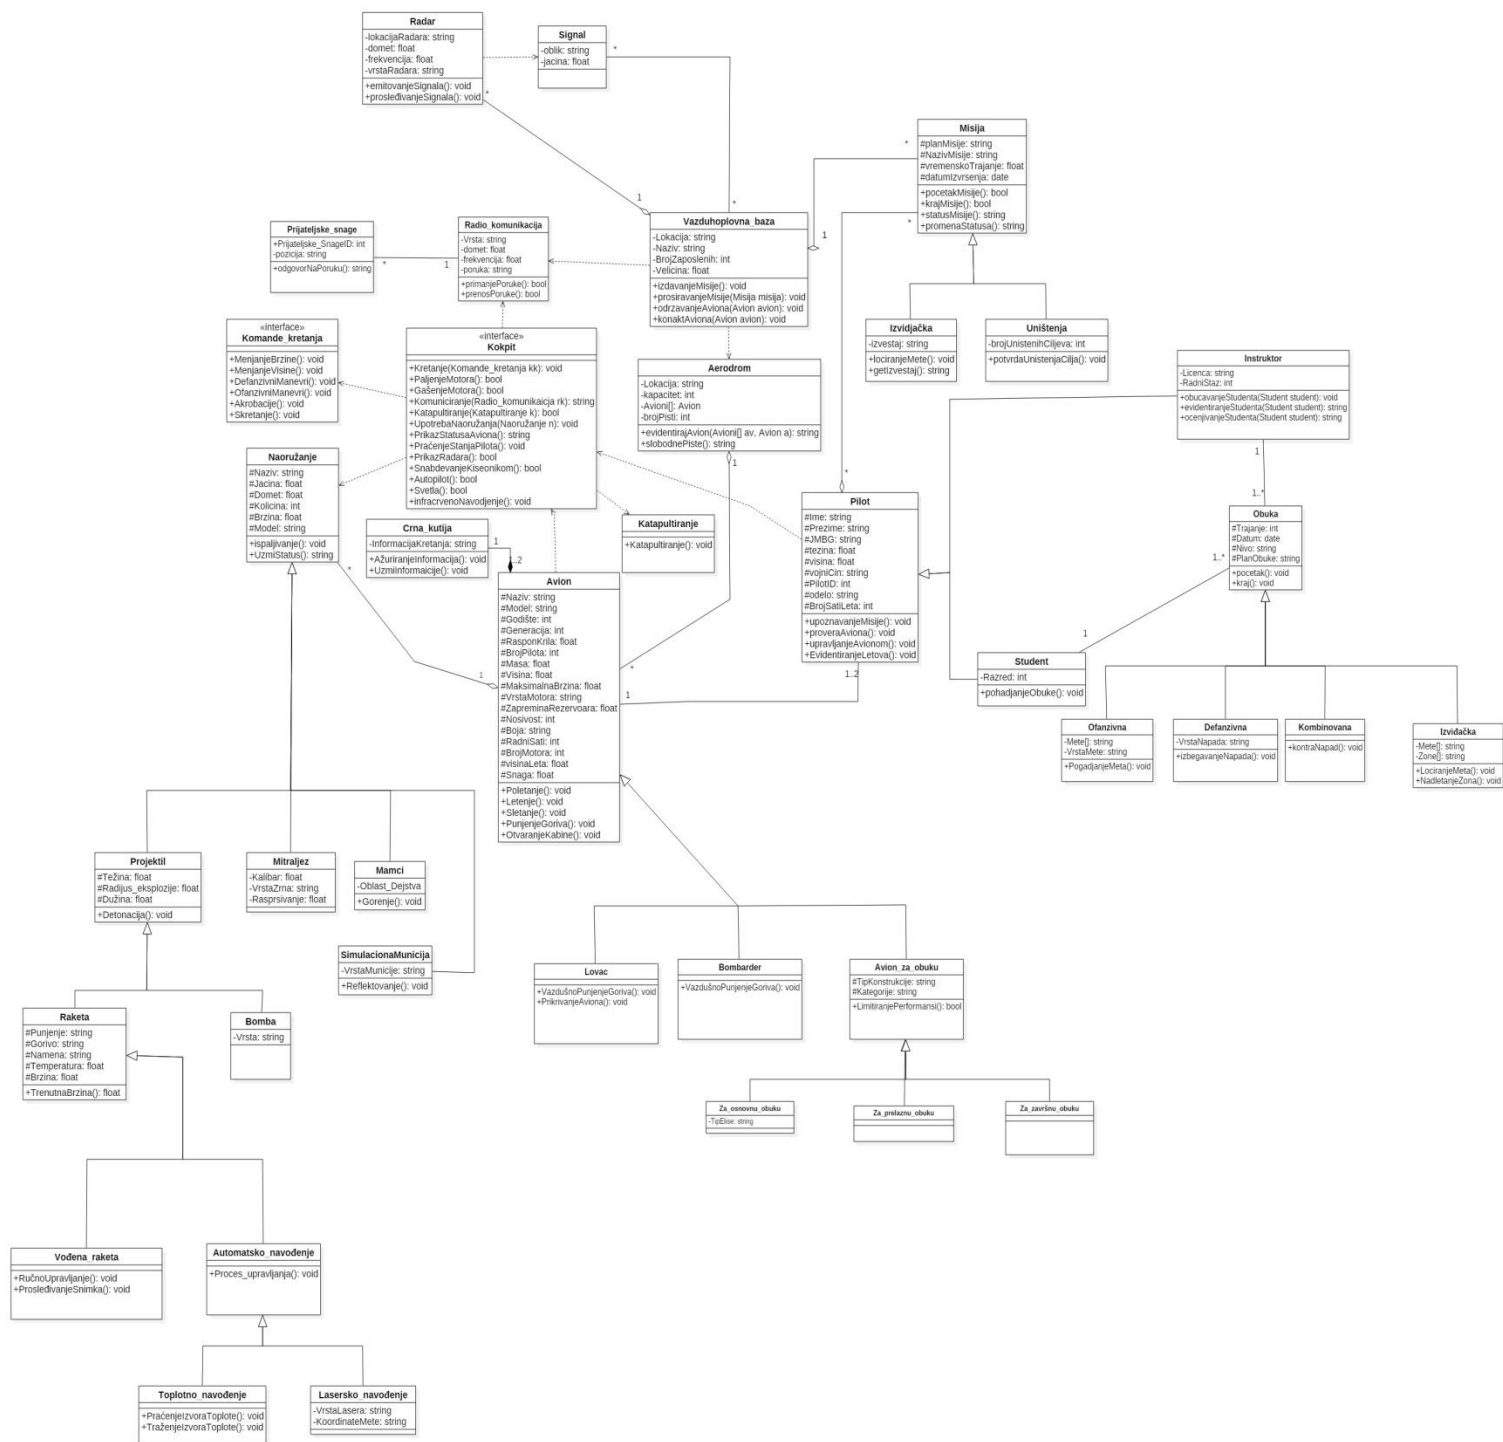 Radar
-lokacijaRadara: string
-domet: float
-frekvencija: float
-vrstaRadara: string
+emitovanjeSignala(): void
+prosleđivanjeSignala(): void
*
Signal
-oblik: string
-jacina: float
*
*
1
Misija
#planMisije: string
#NazivMisije: string
#vremenskoTrajanje: float
#datumIzvrsenja: date
+pocetakMisije(): bool
+krajMisije(): bool
+statusMisije(): string
+promenaStatusa(): string
*
*
1
Prijateljske_snage
+Prijateljske_SnageID: int
-pozicija: string
+odgovorNaPoruku(): string
*
1
Radio_komunikacija
-Vrsta: string
-domet: float
-frekvencija: float
-poruka: string
+primanjePoruke(): bool
+prenosPoruke(): bool
Vazduhoplovna_baza
-Lokacija: string
-Naziv: string
-BrojZaposlenih: int
-Velicina: float
+izdavanjeMisije(): void
+prosiravanjeMisije(Misija misija): void
+odrzavanjeAviona(Avion avion): void
+konaktAviona(Avion avion): void
«interface»
Komande_kretanja
+MenjanjeBrzine(): void
+MenjanjeVisine(): void
+DefanzivniManevri(): void
+OfanzivniManevri(): void
+Akrobacije(): void
+Skretanje(): void
«interface»
Kokpit
+Kretanje(Komande_kretanja kk): void
+PaljenjeMotora(): bool
+GašenjeMotora(): bool
+Komuniciranje(Radio_komunikaicja rk): string
+Katapultiranje(Katapultiranje k): bool
+UpotrebaNaoružanja(Naoružanje n): void
+PrikazStatusaAviona(): string
+PraćenjeStanjaPilota(): void
+PrikazRadara(): bool
+SnabdevanjeKiseonikom(): bool
+Autopilot(): bool
+Svetla(): bool
+infracrvenoNavodjenje(): void
Izvidjačka
-izvestaj: string
+lociranjeMete(): void
+getIzvestaj(): string
Uništenja
-brojUnistenihCiljeva: int
+potvrdaUnistenjaCilja(): void
Aerodrom
-Lokacija: string
-kapacitet: int
-Avioni[]: Avion
-brojPisti: int
+evidentirajAvion(Avioni[] av, Avion a): string
+slobodnePiste(): string
1
Instruktor
-Licenca: string
-RadniStaz: int
+obucavanjeStudenta(Student student): void
+evidentiranjeStudenta(Student student): string
+ocenjivanjeStudenta(Student student): string
1
1..*
Naoružanje
#Naziv: string
#Jacina: float
#Domet: float
#Kolicina: int
#Brzina: float
#Model: string
+ispaljivanje(): void
+UzmiStatus(): string
*
1
Crna_kutija
-InformacijaKretanja: string
+AžuriranjeInformacija(): void
+UzmiInformaicije(): void
1
1..2
Katapultiranje
+Katapultiranje(): void
*
Pilot
#Ime: string
#Prezime: string
#JMBG: string
#tezina: float
#visina: float
#vojniCin: string
#PilotID: int
#odelo: string
#BrojSatiLeta: int
+upoznavanjeMisije(): void
+proveraAviona(): void
+upravljanjeAvionom(): void
+EvidentiranjeLetova(): void
1..2
1
*
Obuka
#Trajanje: int
#Datum: date
#Nivo: string
#PlanObuke: string
+pocetak(): void
+kraj(): void
1..*
1
Avion
#Naziv: string
#Model: string
#Godište: int
#Generacija: int
#RasponKrila: float
#BrojPilota: int
#Masa: float
#Visina: float
#MaksimalnaBrzina: float
#VrstaMotora: string
#ZapreminaRezervoara: float
#Nosivost: int
#Boja: string
#RadniSati: int
#BrojMotora: int
#visinaLeta: float
#Snaga: float
+Poletanje(): void
+Letenje(): void
+Sletanje(): void
+PunjenjeGoriva(): void
+OtvaranjeKabine(): void
Student
-Razred: int
+pohadjanjeObuke(): void
Ofanzivna
-Mete[]: string
-VrstaMete: string
+PogadjanjeMeta(): void
Defanzivna
-VrstaNapada: string
+izbegavanjeNapada(): void
Kombinovana
+kontraNapad(): void
Izviđačka
-Mete[]: string
-Zone[]: string
+LociranjeMeta(): void
+NadletanjeZona(): void
Projektil
#Težina: float
#Radijus_eksplozije: float
#Dužina: float
+Detonacija(): void
Mitraljez
-Kalibar: float
-VrstaZrna: string
-Rasprsivanje: float
Mamci
-Oblast_Dejstva
+Gorenje(): void
SimulacionaMunicija
-VrstaMunicije: string
+Reflektovanje(): void
Lovac
+VazdušnoPunjenjeGoriva(): void
+PrikrivanjeAviona(): void
Bombarder
+VazdušnoPunjenjeGoriva(): void
Avion_za_obuku
#TipKonstrukcije: string
#Kategorije: string
+LimitiranjePerformansi(): bool
Raketa
#Punjenje: string
#Gorivo: string
#Namena: string
#Temperatura: float
#Brzina: float
+TrenutnaBrzina(): float
Bomba
-Vrsta: string
Za_osnovnu_obuku
-TipElise: string
Za_prelaznu_obuku
Za_završnu_obuku
Vođena_raketa
+RučnoUpravljanje(): void
+ProsleđivanjeSnimka(): void
Automatsko_navođenje
+Proces_upravljanja(): void
Toplotno_navođenje
+PraćenjeIzvoraToplote(): void
+TraženjeIzvoraToplote(): void
Lasersko_navođenje
-VrstaLasera: string
-KoordinateMete: string